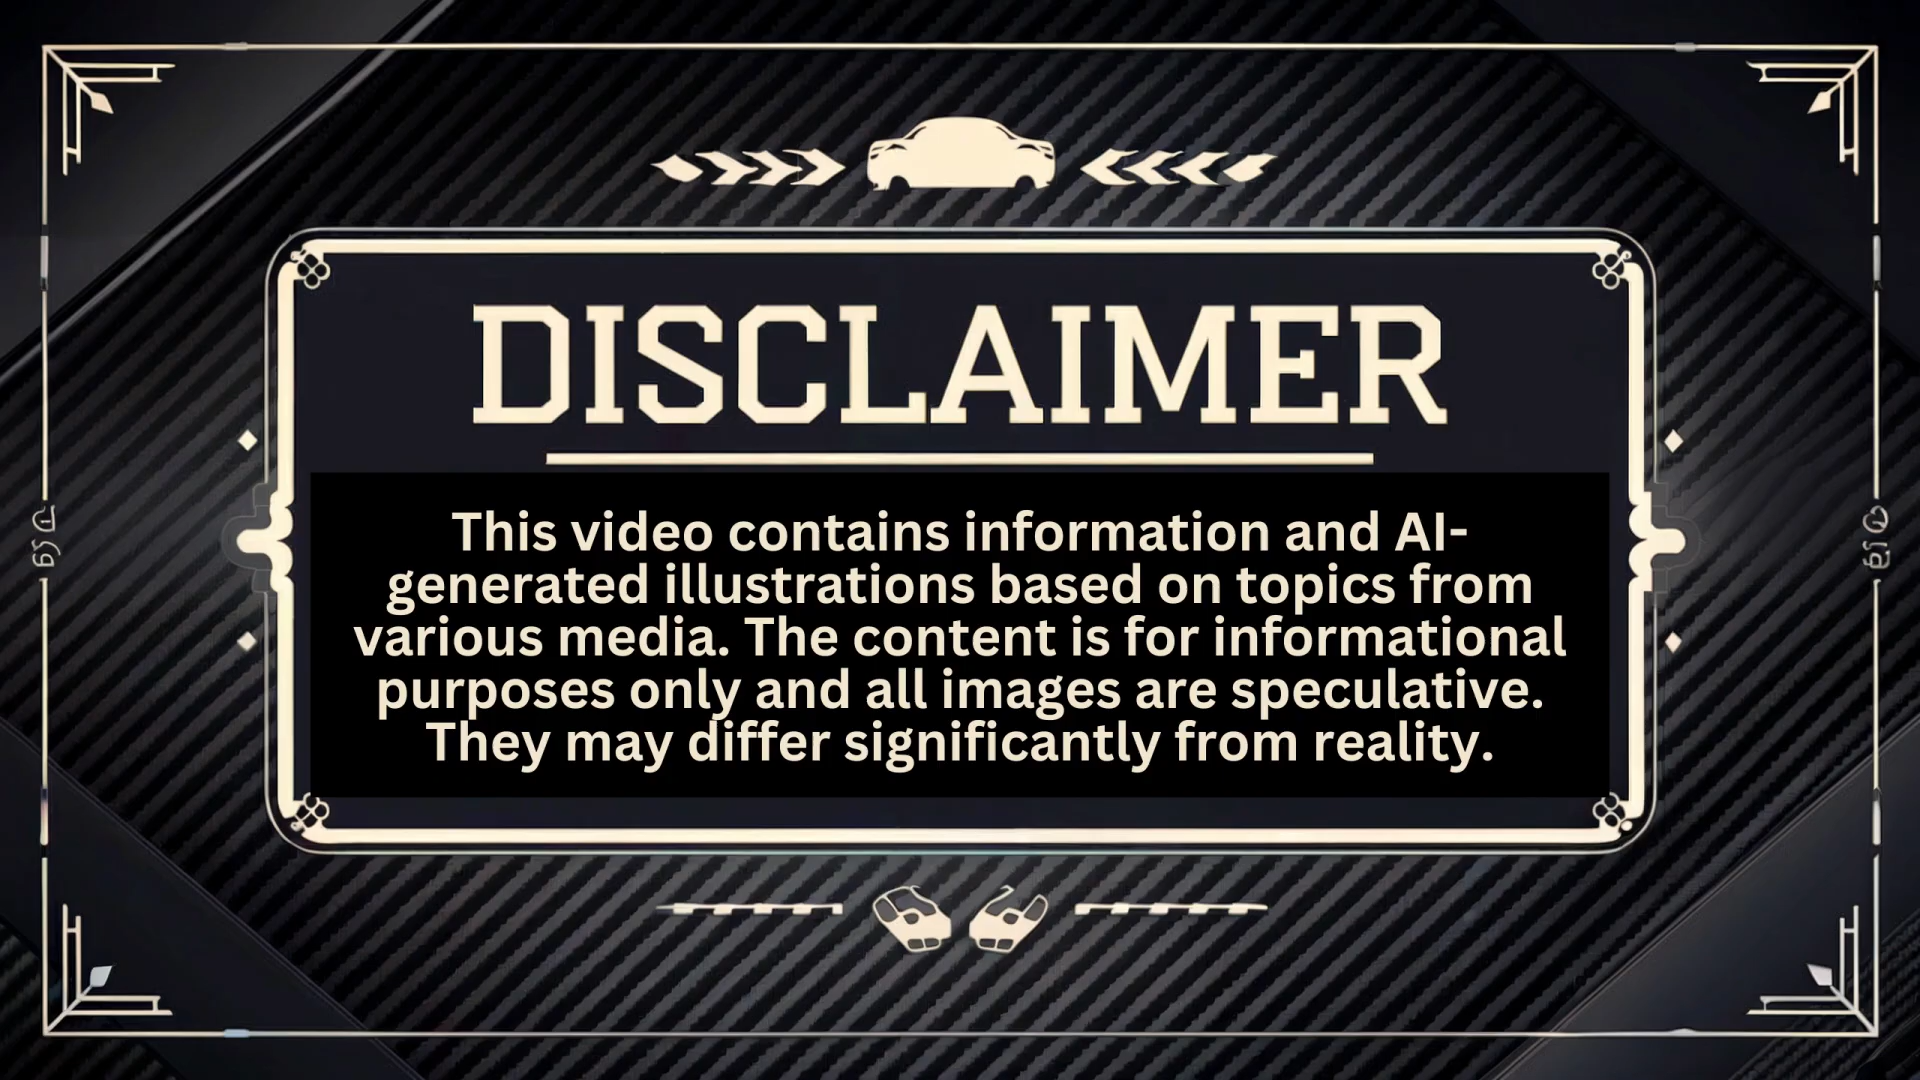 DISCLAIMER
This video contains information and AI-
generated illustrations based on topics from
various media. The content is for informational
purposes only and all images are speculative.
They may differ significantly from reality.